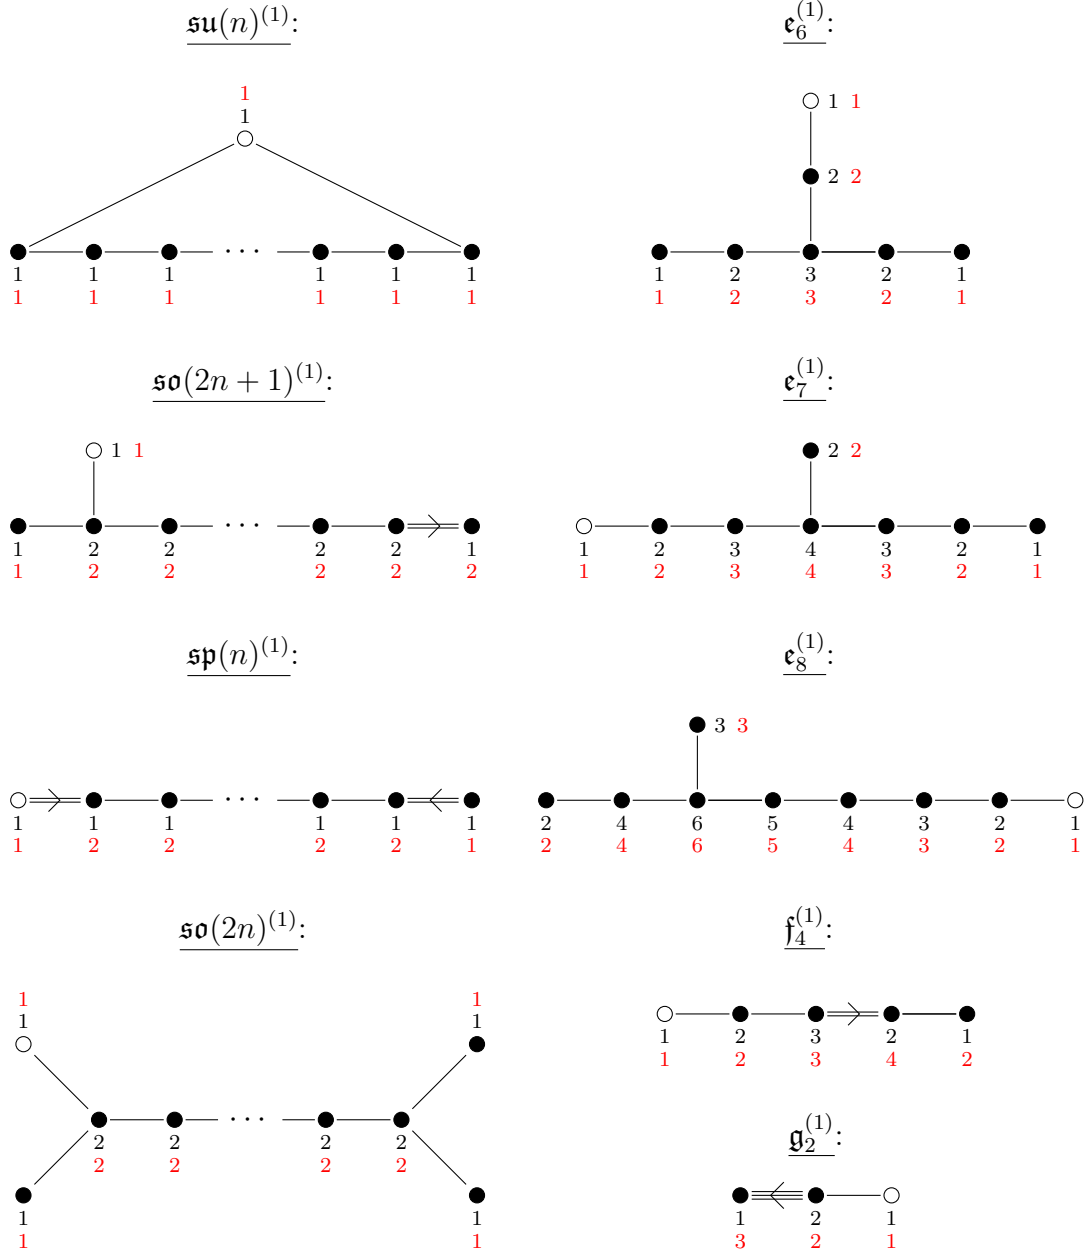 𝔰𝔲(n)^(1):
1
1
· · ·
1 1 1 1 1 1
1 1 1 1 1 1
𝔢_6^(1):
1 1
2 2
1 2 3 2 1
1 2 3 2 1
𝔰𝔬(2n + 1)^(1):
1 1
· · ·
1 2 2 2 2 1
1 2 2 2 2 2
𝔢_7^(1):
2 2
1 2 3 4 3 2 1
1 2 3 4 3 2 1
𝔰𝔭(n)^(1):
· · ·
1 1 1 1 1 1
1 2 2 2 2 1
𝔢_8^(1):
3 3
2 4 6 5 4 3 2 1
2 4 6 5 4 3 2 1
𝔰𝔬(2n)^(1):
1 1
1 1
· · ·
2 2 2 2
2 2 2 2
1 1
1 1
𝔣_4^(1):
1 2 3 2 1
1 2 3 4 2
𝔤_2^(1):
1 2 1
3 2 1